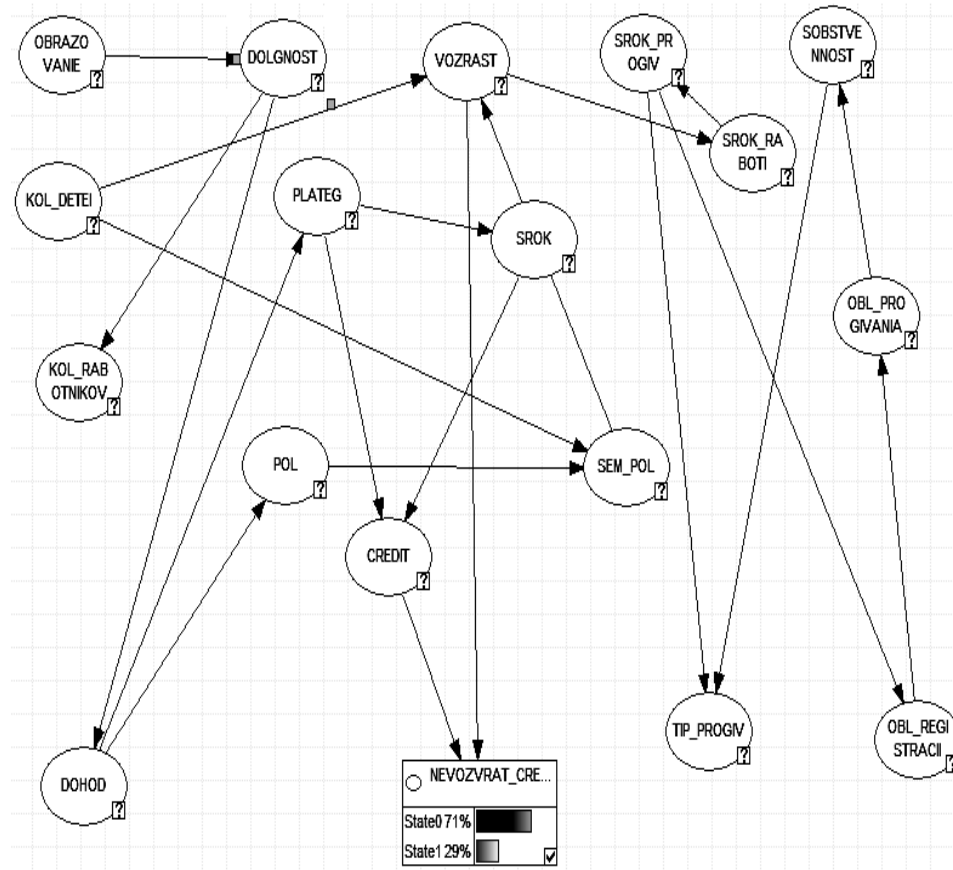 OBRAZO
VANIE
?
DOLGNOST
?
VOZRAST
?
SROK_PR
OGIV
?
SOBSTVE
NNOST
?
SROK_RA
BOTI
?
KOL_DETEI
?
PLATEG
?
SROK
?
OBL_PRO
GIVANIA
?
KOL_RAB
OTNIKOV
?
POL
?
SEM_POL
?
CREDIT
?
TIP_PROGIV
?
OBL_REGI
STRACII
?
DOHOD
?
NEVOZVRAT_CRE...
State0 71%
State1 29%